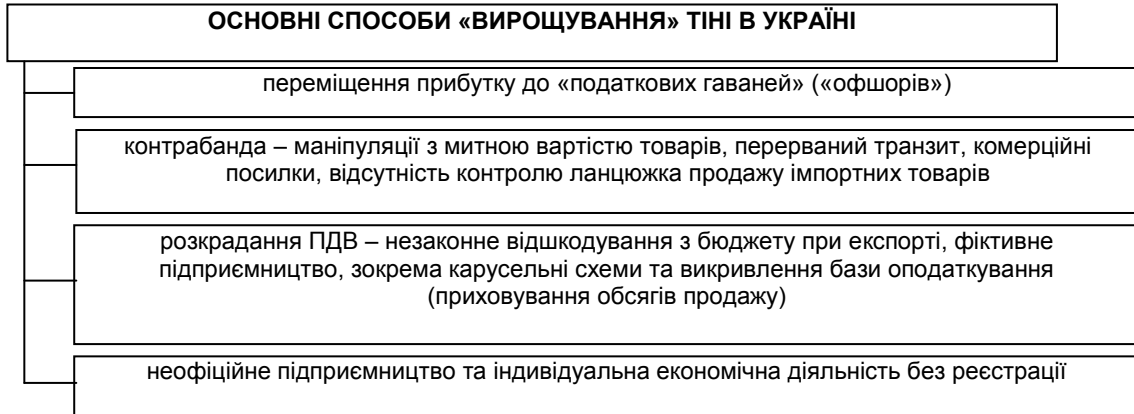 ОСНОВНІ СПОСОБИ «ВИРОЩУВАННЯ» ТІНІ В УКРАЇНІ
переміщення прибутку до «податкових гаваней» («офшорів»)
контрабанда – маніпуляції з митною вартістю товарів, перерваний транзит, комерційні
посилки, відсутність контролю ланцюжка продажу імпортних товарів
розкрадання ПДВ – незаконне відшкодування з бюджету при експорті, фіктивне
підприємництво, зокрема карусельні схеми та викривлення бази оподаткування
(приховування обсягів продажу)
неофіційне підприємництво та індивідуальна економічна діяльність без реєстрації